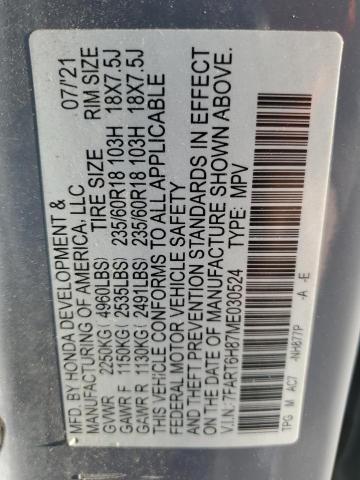 MFD. BY HONDA DEVELOPMENT & 07/'21
MANUFACTURING OF AMERICA, LLC
TIRE SIZE RIM SIZE
GVWR 2250KG (4960LBS)
GAWR F 1150KG (2535LBS) 235/60R18 103H 18X7.5J
GAWR R 1130KG (2491LBS) 235/60R18 103H 18X7.5J
THIS VEHICLE CONFORMS TO ALL APPLICABLE
FEDERAL MOTOR VEHICLE SAFETY
AND THEFT PREVENTION STANDARDS IN EFFECT
ON THE DATE OF MANUFACTURE SHOWN ABOVE.
V.I.N.: 7FART6H87ME030524 TYPE: MPV
TPG M AC7 -NH877P -A -E